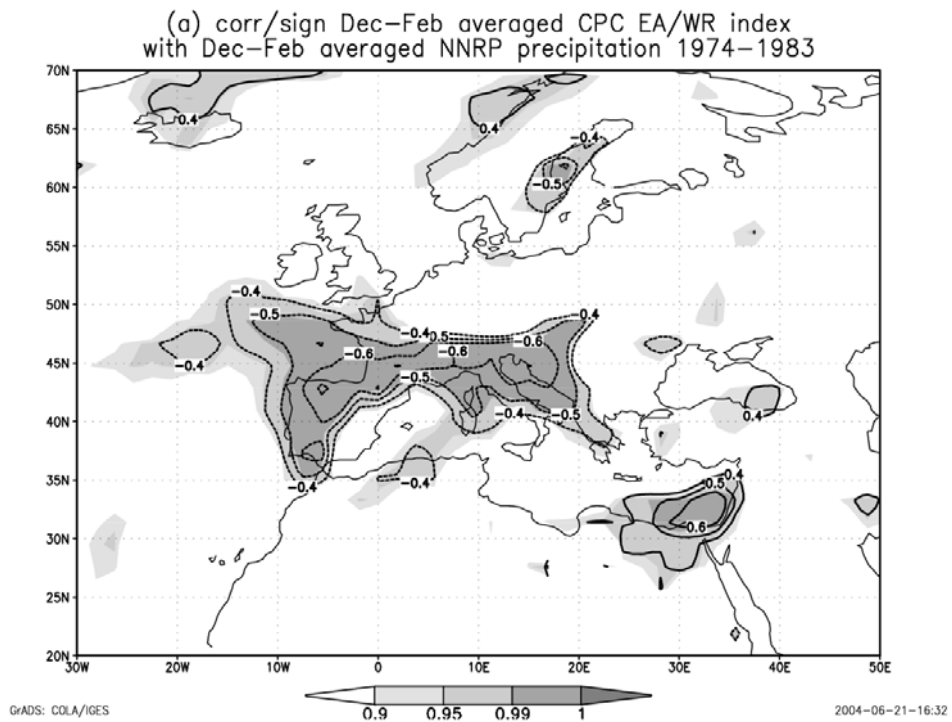 (a) corr/sign Dec-Feb averaged CPC EA/WR index
with Dec-Feb averaged NNRP precipitation 1974-1983
70N
65N
60N
55N
50N
45N
40N
35N
30N
25N
20N
0.4
0.4
-0.4
-0.5
-0.4
-0.5
-0.4
-0.4
0.5
-0.6
-0.4
-0.6
-0.6
-0.4
-0.5
-0.4
-0.5
0.4
-0.4
-0.4
0.4
0.5
0.6
30W
20W
10W
0
10E
20E
30E
40E
50E
0.9
0.95
0.99
1
GrADS: COLA/IGES
2004-06-21-16:32